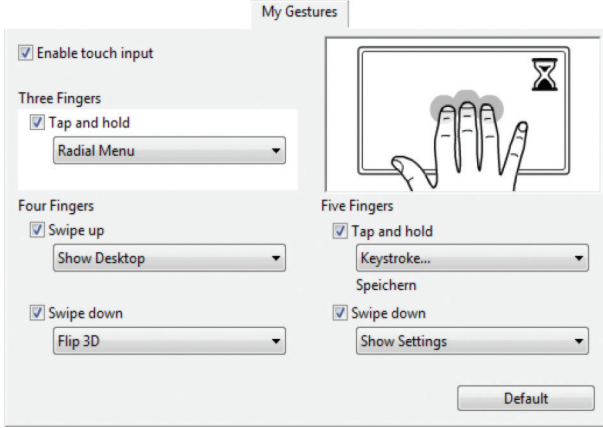 My Gestures
Enable touch input
Three Fingers
Tap and hold
Radial Menu
Four Fingers
Swipe up
Show Desktop
Swipe down
Flip 3D
Five Fingers
Tap and hold
Keystroke...
Speichern
Swipe down
Show Settings
Default